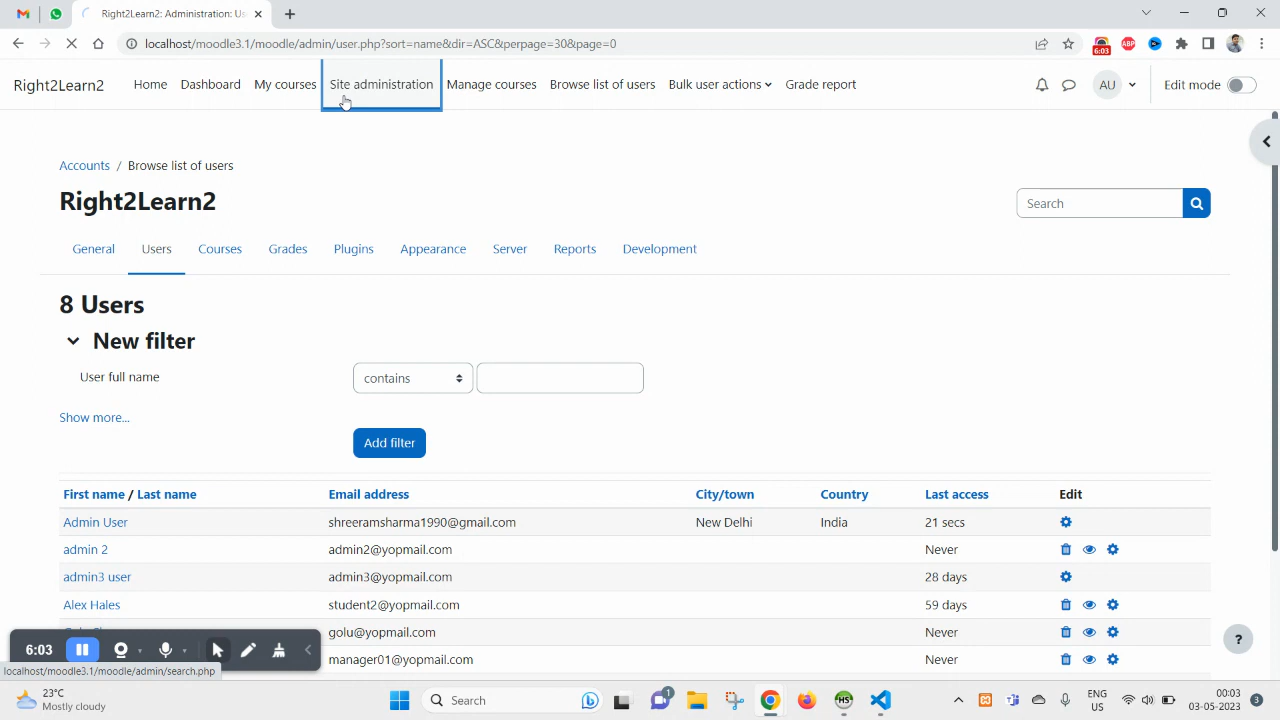 Right2Learn2: Administration: Us
localhost/moodle3.1/moodle/admin/user.php?sort=name&dir=ASC&perpage=30&page=0
6:03
ABP
Right2Learn2
Home
Dashboard
My courses
Site administration
Manage courses
Browse list of users
Bulk user actions
Grade report
AU
Edit mode
Accounts / Browse list of users
Right2Learn2
Search
General
Users
Courses
Grades
Plugins
Appearance
Server
Reports
Development
8 Users
New filter
User full name
contains
Show more...
Add filter
First name / Last name Email address City/town Country Last access Edit
Admin User shreeramsharma1990@gmail.com New Delhi India 21 secs
admin 2 admin2@yopmail.com Never
admin3 user admin3@yopmail.com 28 days
Alex Hales student2@yopmail.com 59 days
golu@yopmail.com Never
manager01@yopmail.com Never
6:03
?
localhost/moodle3.1/moodle/admin/search.php
23°C
Mostly cloudy
Search
1
HS
ENG
US
00:03
03-05-2023
3